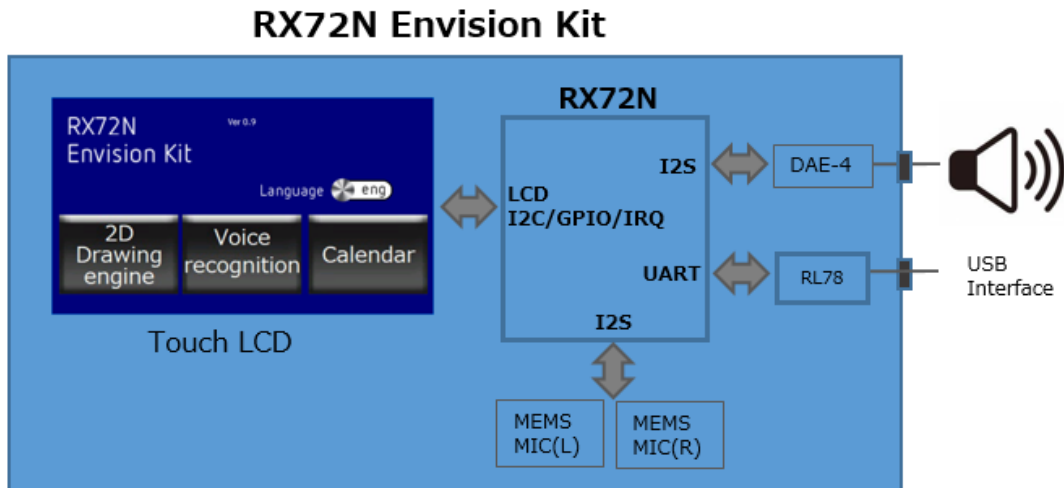 RX72N Envision Kit
RX72N
Envision Kit
Ver 0.9
Language
eng
2D
Drawing
engine
Voice
recognition
Calendar
Touch LCD
RX72N
I2S
LCD
I2C/GPIO/IRQ
UART
I2S
DAE-4
RL78
USB
Interface
MEMS
MIC(L)
MEMS
MIC(R)